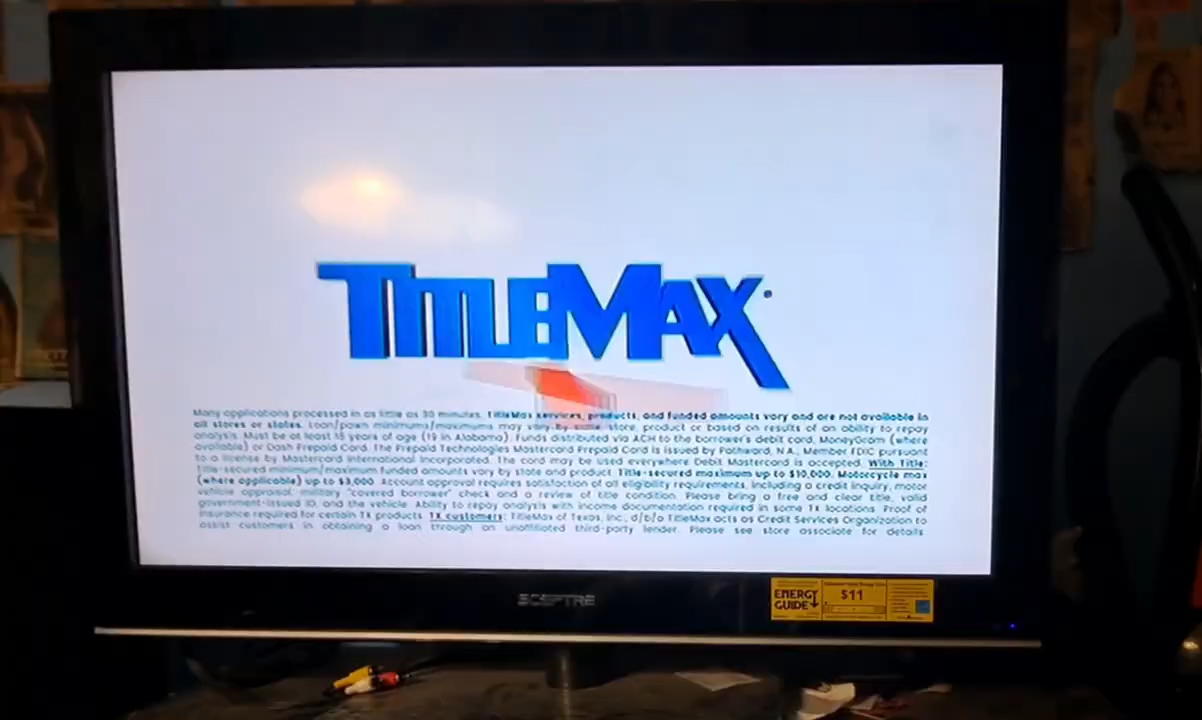 TITLEMAX
Many applications processed in as little as 30 minutes. TitleMax services, products, and funded amounts vary and are not available in
all stores or states. Loan/pawn minimums/maximums may vary by state, store, product or based on results of an ability to repay
analysis. Must be at least 18 years of age (19 in Alabama). Funds distributed via ACH to the borrower's debit card, MoneyGram (where
available) or Dash Prepaid Card. The Prepaid Technologies Mastercard Prepaid Card is issued by Pathward, N.A., Member FDIC pursuant
to a license by Mastercard International Incorporated. The card may be used everywhere Debit Mastercard is accepted. With Title:
Title-secured minimum/maximum funded amounts vary by state and product. Title-secured maximum up to $10,000. Motorcycle max
(where applicable) up to $3,000. Account approval requires satisfaction of all eligibility requirements, including a credit inquiry, motor
vehicle appraisal, military "covered borrower" check and a review of title condition. Please bring a free and clear title, valid
government-issued ID, and the vehicle. Ability to repay analysis with income documentation required in some TX locations. Proof of
insurance required for certain TX products. TX customers: TitleMax of Texas, Inc., d/b/a TitleMax acts as Credit Services Organization to
assist customers in obtaining a loan through an unaffiliated third-party lender. Please see store associate for details
SCEPTRE
ENERGY
GUIDE
$11